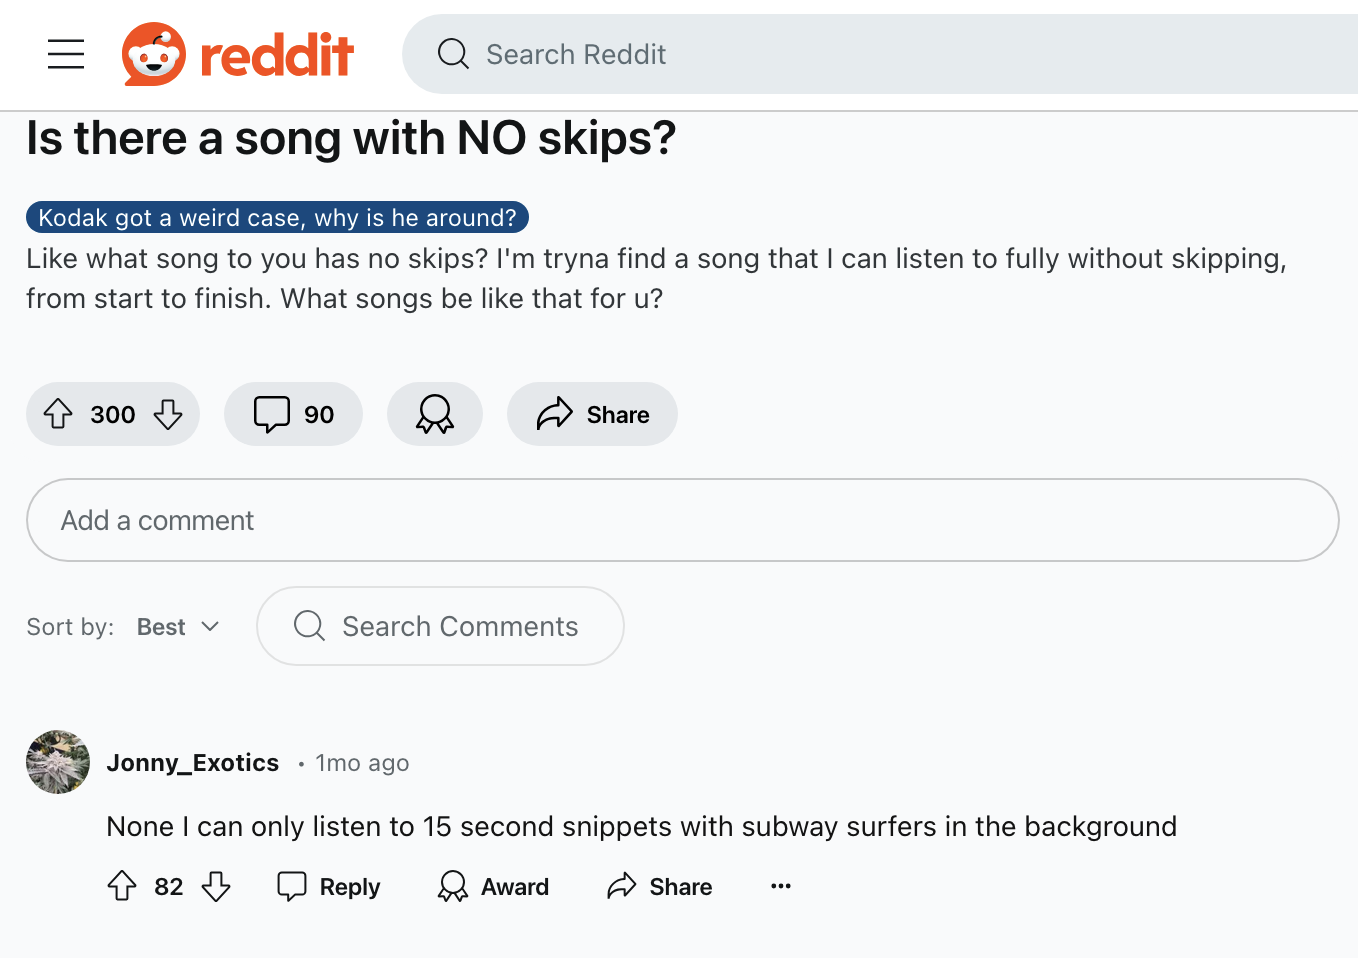 reddit
Search Reddit
Is there a song with NO skips?
Kodak got a weird case, why is he around?
Like what song to you has no skips? I'm tryna find a song that I can listen to fully without skipping,
from start to finish. What songs be like that for u?
300
90
Share
Add a comment
Sort by: Best
Search Comments
Jonny_Exotics • 1mo ago
None I can only listen to 15 second snippets with subway surfers in the background
82
Reply
Award
Share